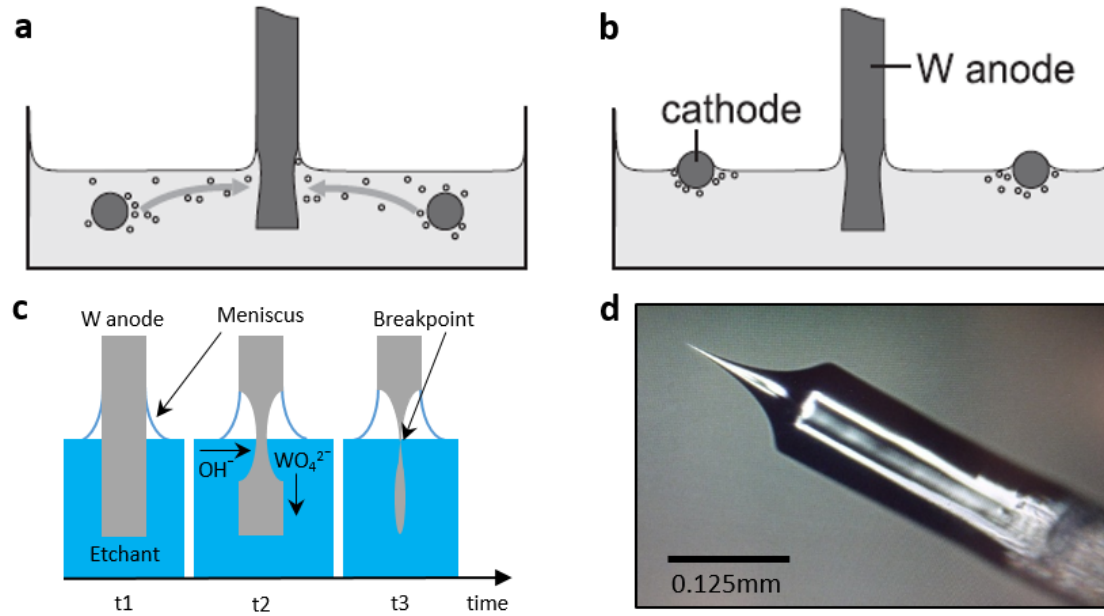 a
b
W anode
cathode
c
W anode
Meniscus
Breakpoint
OH⁻
WO₄²⁻
Etchant
t1
t2
t3
time
d
0.125mm